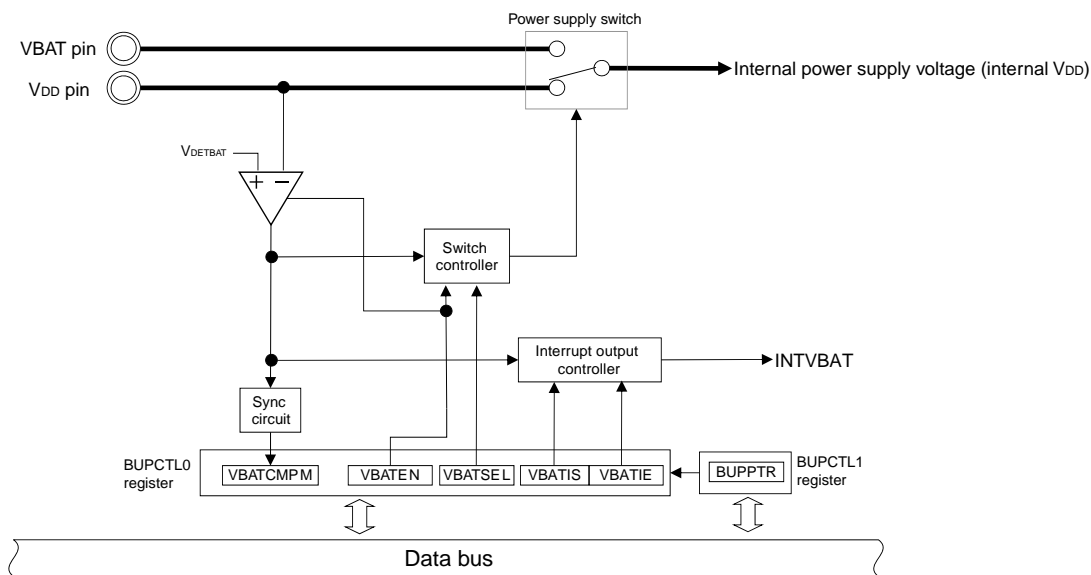 Power supply switch
VBAT pin
VDD pin
Internal power supply voltage (internal VDD)
VDETBAT
+ −
Switch
controller
Interrupt output
controller
INTVBAT
Sync
circuit
BUPCTL0
register
VBATCMPM
VBATEN
VBATSEL
VBATIS
VBATIE
BUPPTR
BUPCTL1
register
Data bus